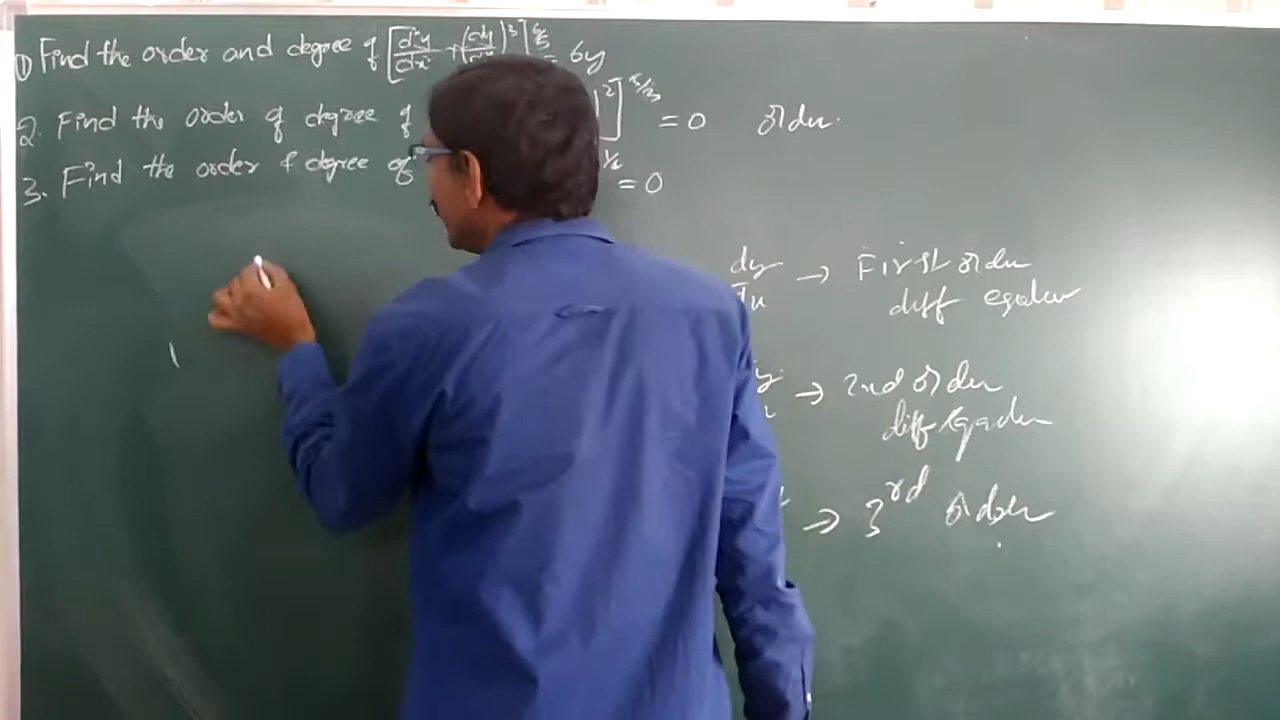 ① Find the order and degree of [d²y/dx² + (dy/dx)³]^6/5 = 6y
2. Find the order of degree of 2]^5/3 = 0 order
3. Find the order & degree of = 0
dy/dx → First order
diff equation
→ 2nd order
diff equation
→ 3rd order